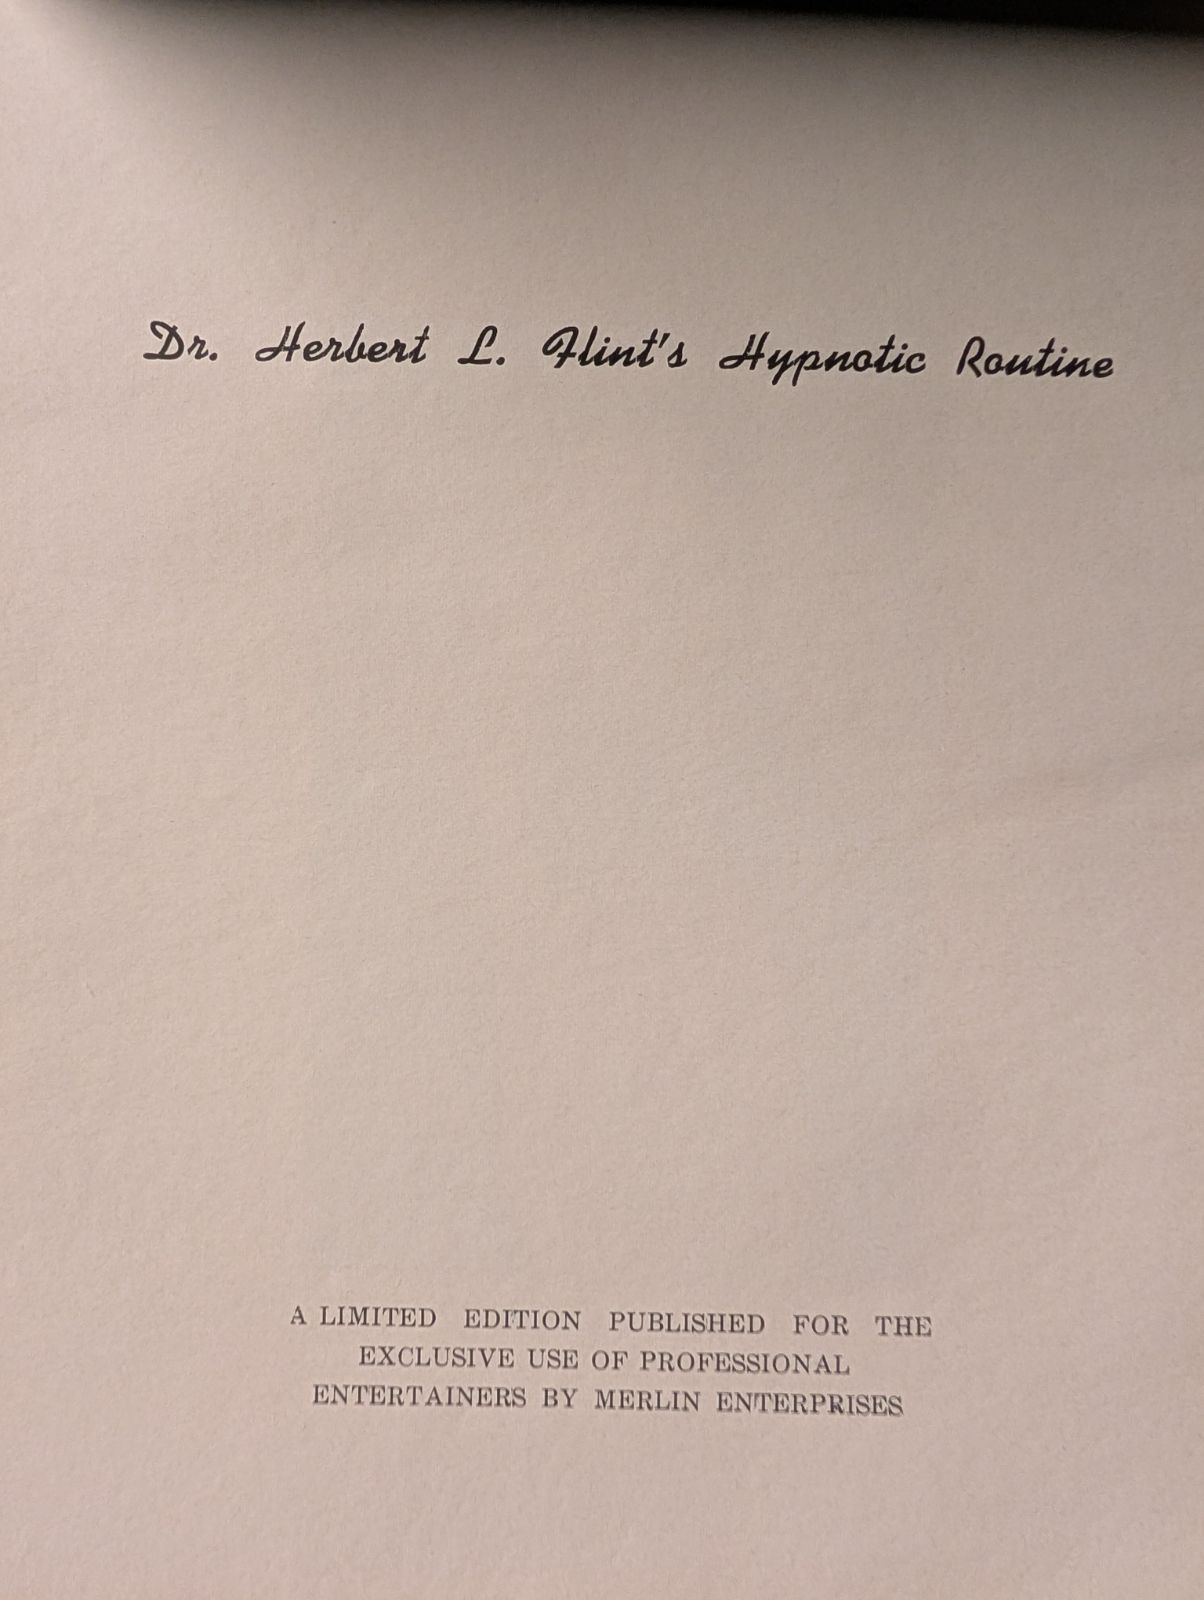 Dr. Herbert L. Flint's Hypnotic Routine
A LIMITED EDITION PUBLISHED FOR THE
EXCLUSIVE USE OF PROFESSIONAL
ENTERTAINERS BY MERLIN ENTERPRISES